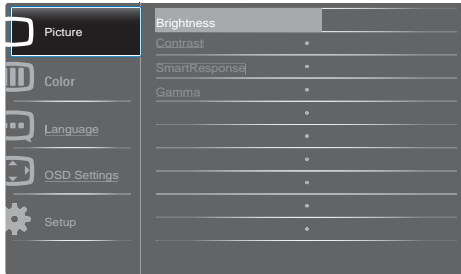 Picture
Color
Language
OSD Settings
Setup
Brightness
Contrast
SmartResponse
Gamma